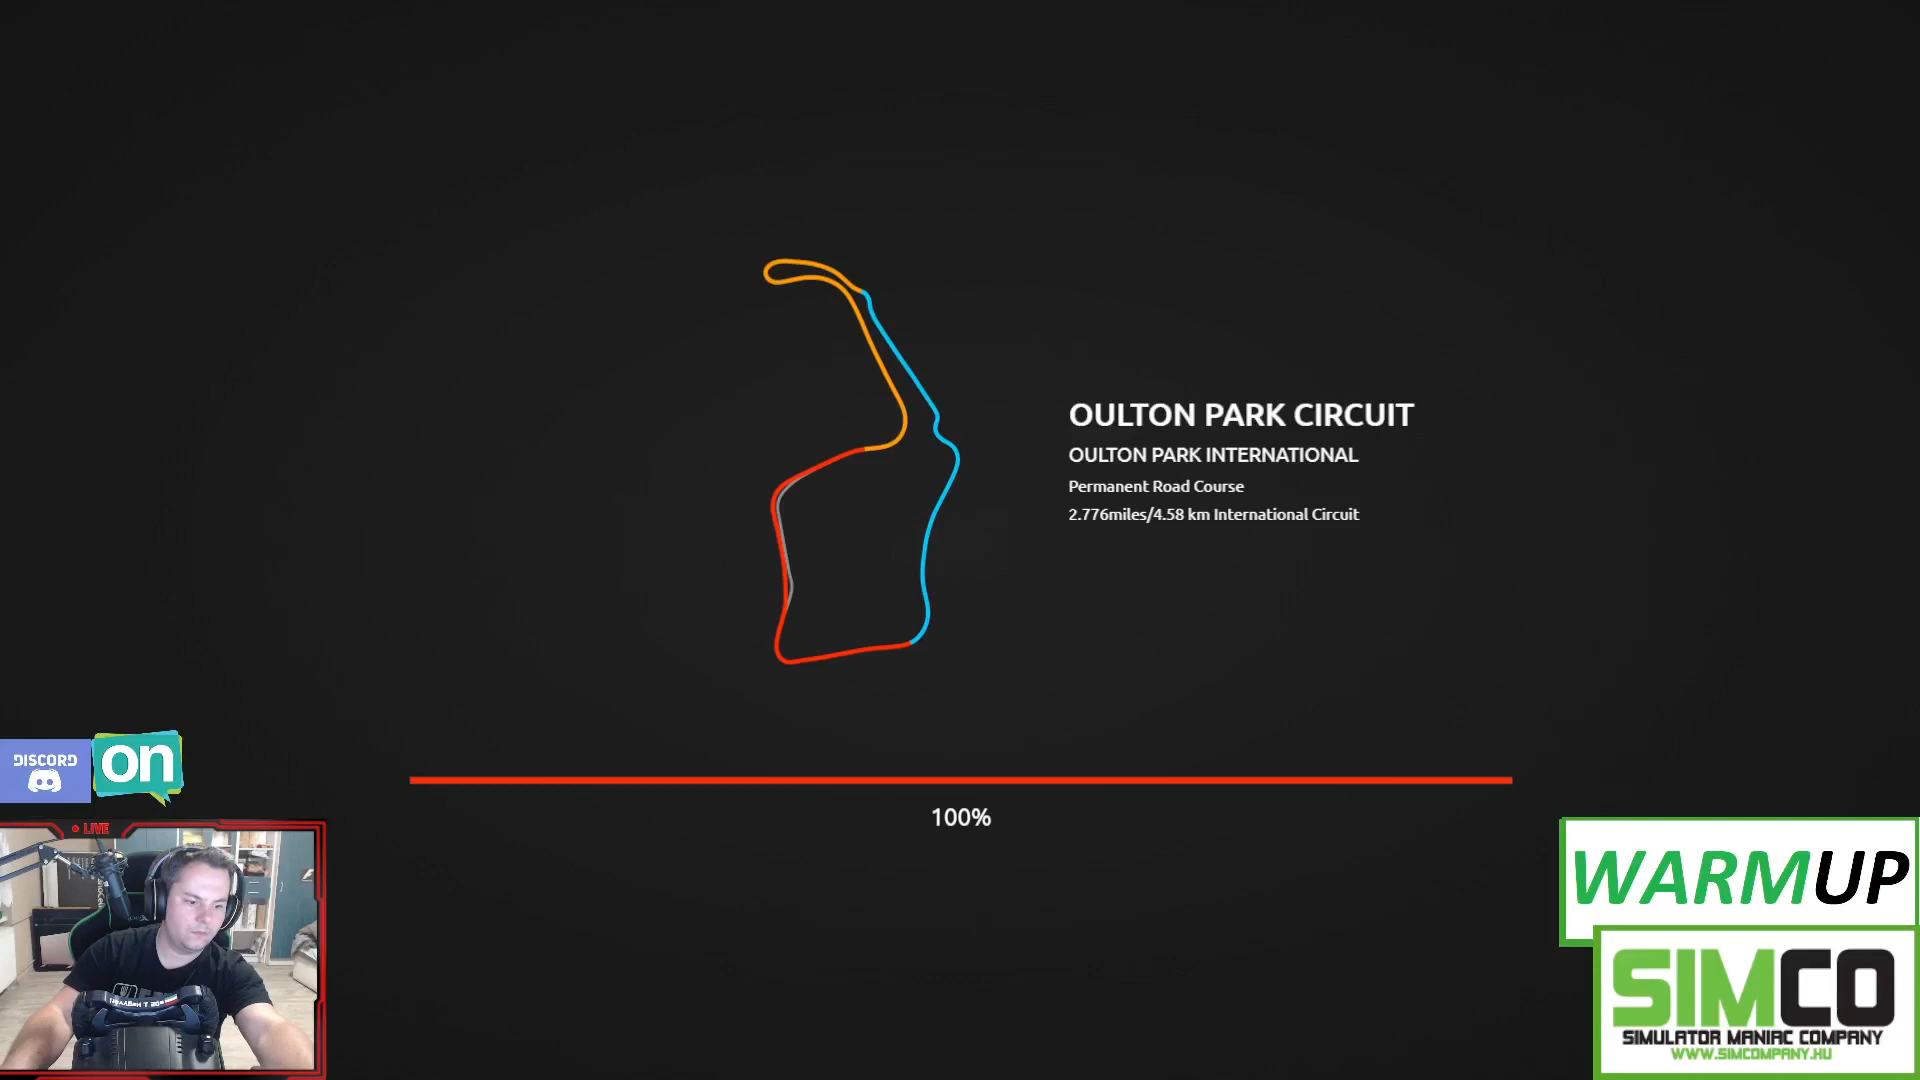 OULTON PARK CIRCUIT
OULTON PARK INTERNATIONAL
Permanent Road Course
2.776miles/4.58 km International Circuit
DISCORD
on
100%
LIVE
WARMUP
SIMCO
SIMULATOR MANIAC COMPANY
WWW.SIMCOMPANY.HU